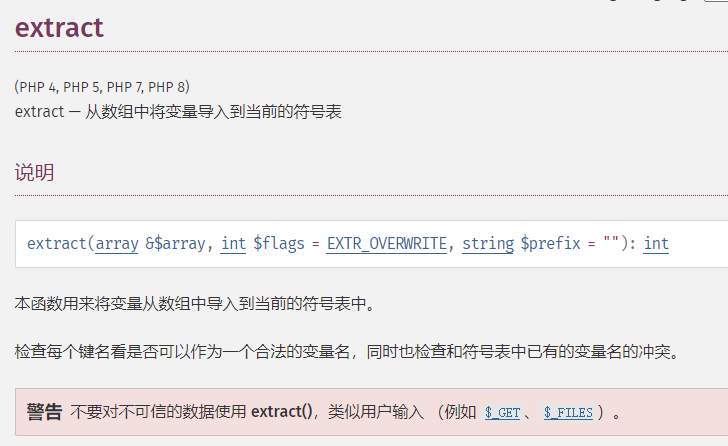 extract
(PHP 4, PHP 5, PHP 7, PHP 8)
extract — 从数组中将变量导入到当前的符号表
说明
extract(array &$array, int $flags = EXTR_OVERWRITE, string $prefix = ""): int
本函数用来将变量从数组中导入到当前的符号表中。
检查每个键名看是否可以作为一个合法的变量名，同时也检查和符号表中已有的变量名的冲突。
警告 不要对不可信的数据使用 extract()，类似用户输入 （例如 $_GET、 $_FILES）。